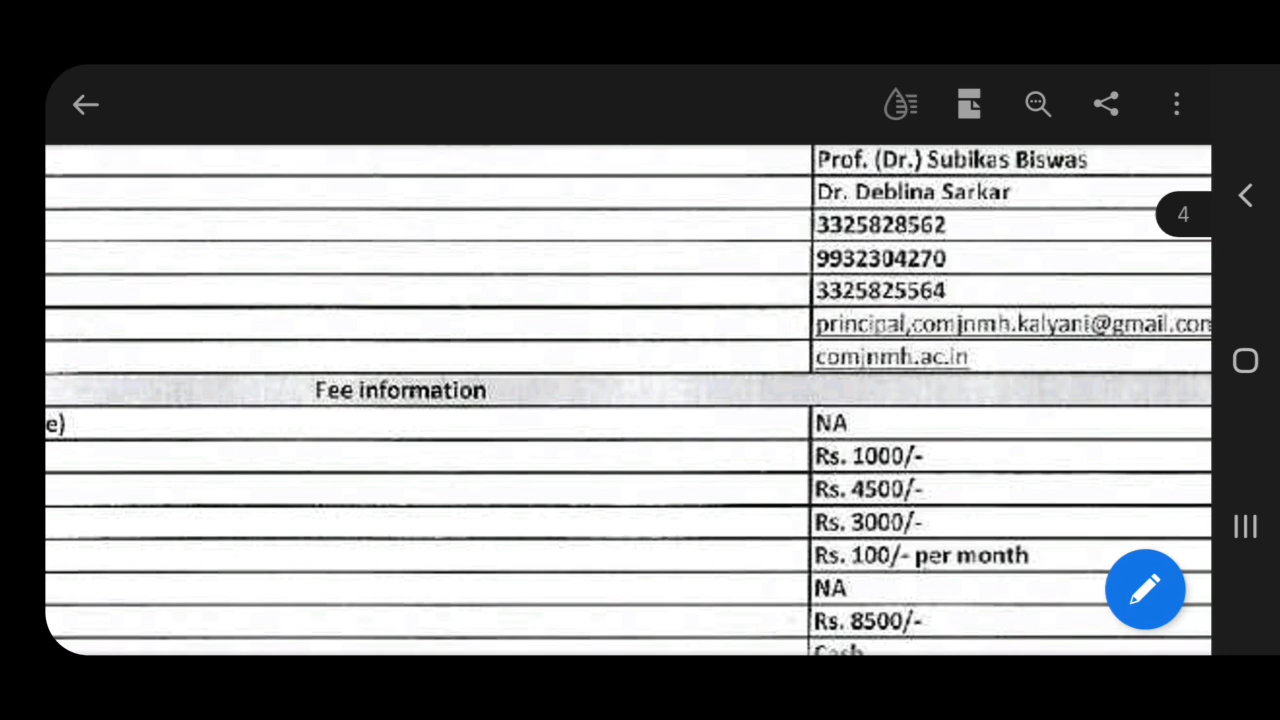 Prof. (Dr.) Subikas Biswas
Dr. Deblina Sarkar
4
3325828562
9932304270
3325825564
principal,comjnmh.kalyani@gmail.com
comjnmh.ac.in
Fee information
e) NA
Rs. 1000/-
Rs. 4500/-
Rs. 3000/-
Rs. 100/- per month
NA
Rs. 8500/-
Cash